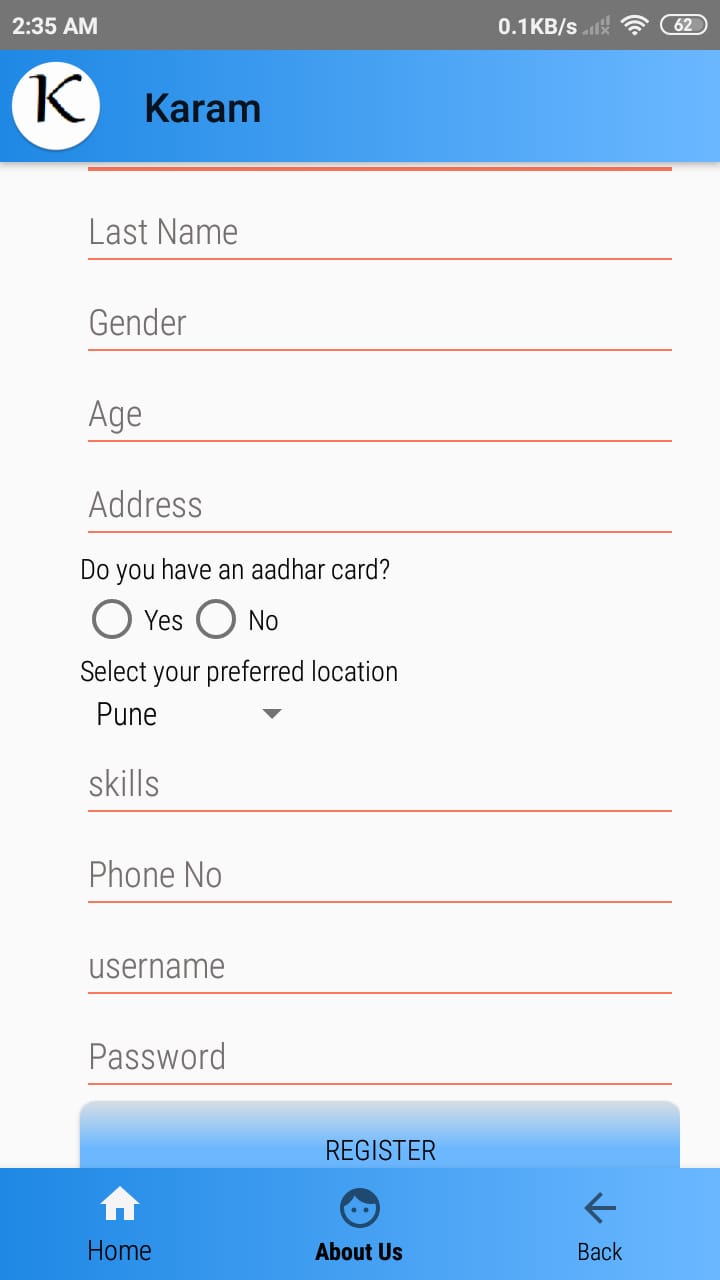 2:35 AM 0.1KB/s 62
K Karam
Last Name
Gender
Age
Address
Do you have an aadhar card?
Yes No
Select your preferred location
Pune
skills
Phone No
username
Password
REGISTER
Home About Us Back